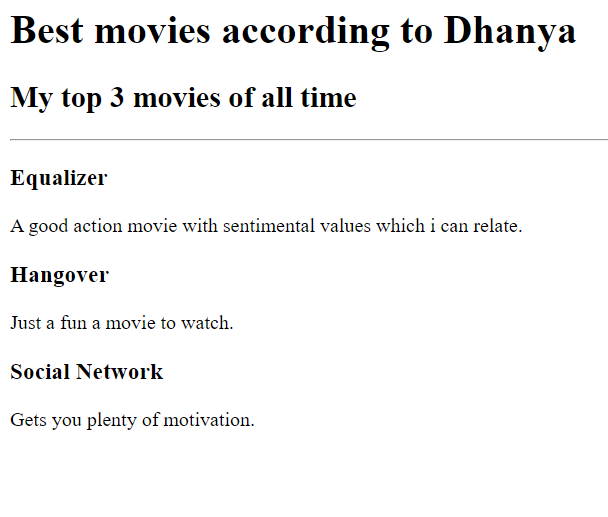 Best movies according to Dhanya
My top 3 movies of all time
Equalizer
A good action movie with sentimental values which i can relate.
Hangover
Just a fun a movie to watch.
Social Network
Gets you plenty of motivation.